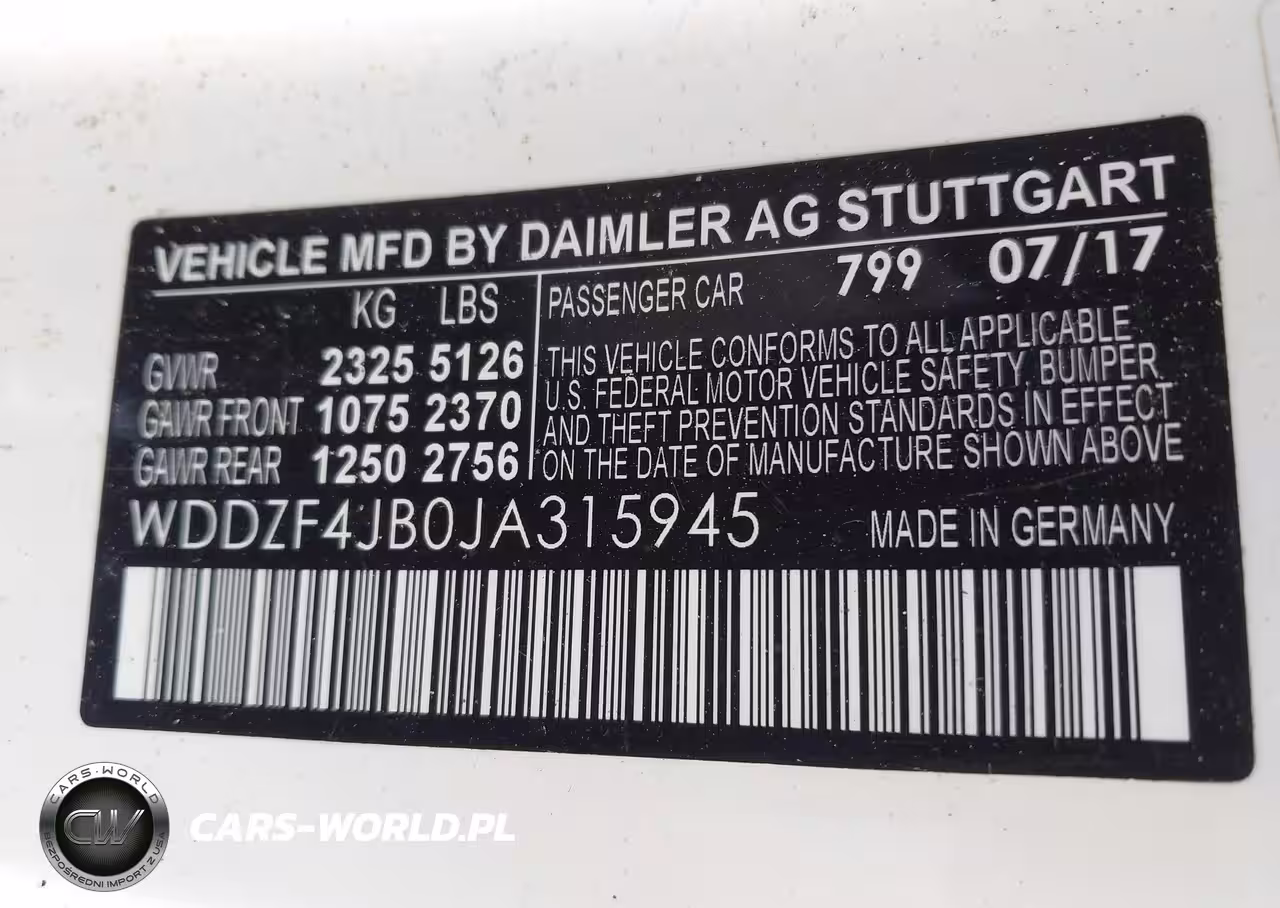 VEHICLE MFD BY DAIMLER AG STUTTGART
KG LBS
GVWR 2325 5126
GAWR FRONT 1075 2370
GAWR REAR 1250 2756
PASSENGER CAR 799 07/17
THIS VEHICLE CONFORMS TO ALL APPLICABLE
U.S. FEDERAL MOTOR VEHICLE SAFETY BUMPER
AND THEFT PREVENTION STANDARDS IN EFFECT
ON THE DATE OF MANUFACTURE SHOWN ABOVE
WDDZF4JB0JA315945 MADE IN GERMANY
CARS-WORLD
CW
BEZPOŚREDNI IMPORT Z USA
CARS-WORLD.PL